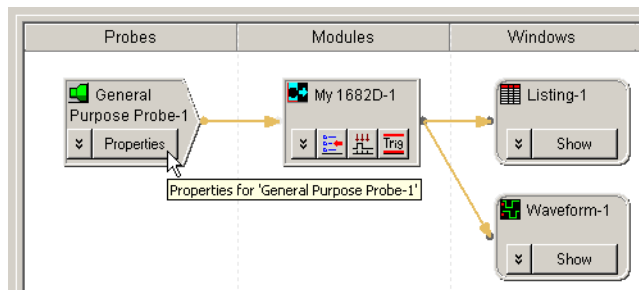 Probes
Modules
Windows
General
Purpose Probe-1
Properties
My 1682D-1
Trig
Listing-1
Show
Properties for 'General Purpose Probe-1'
Waveform-1
Show